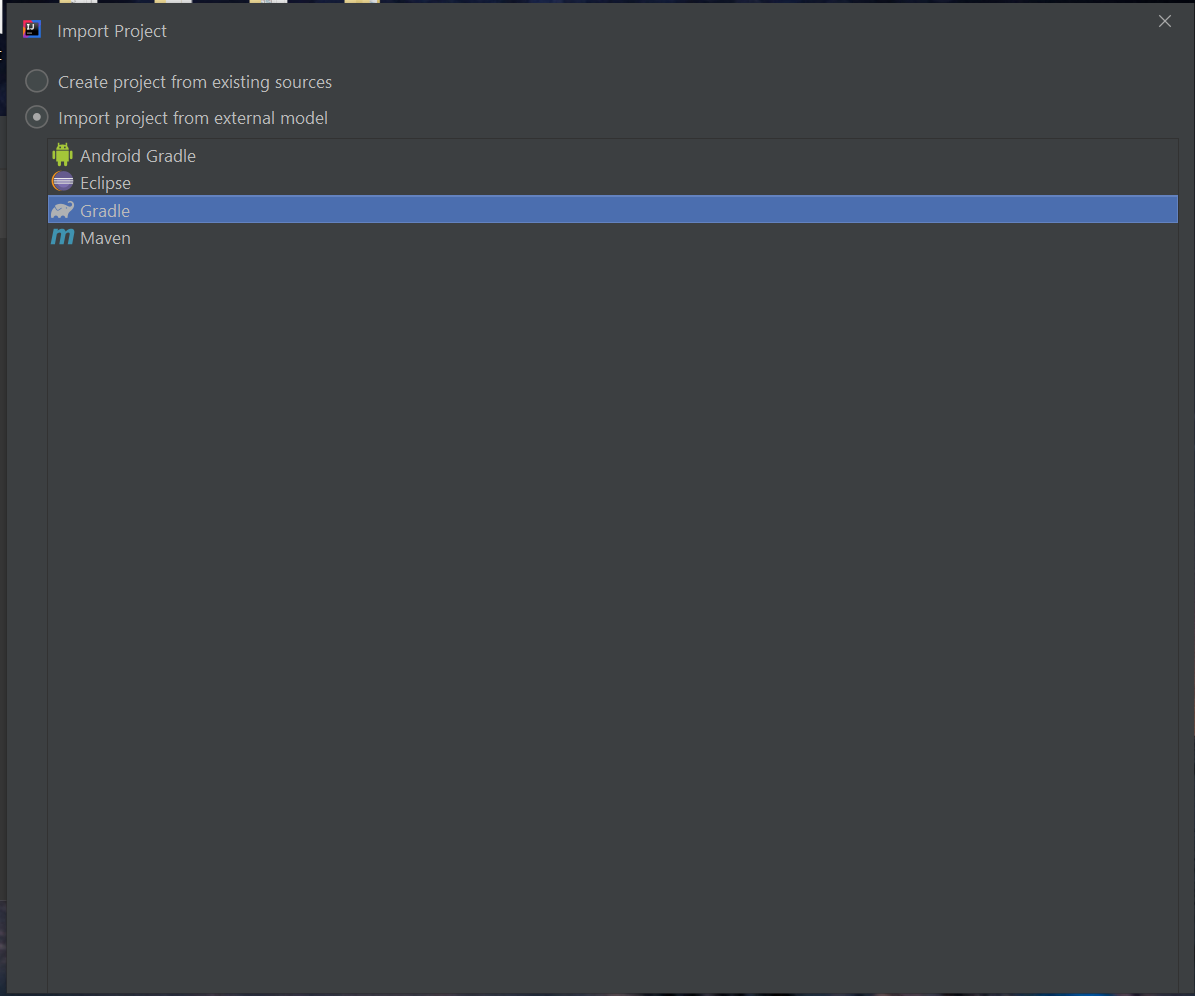 Import Project
Create project from existing sources
Import project from external model
Android Gradle
Eclipse
Gradle
Maven